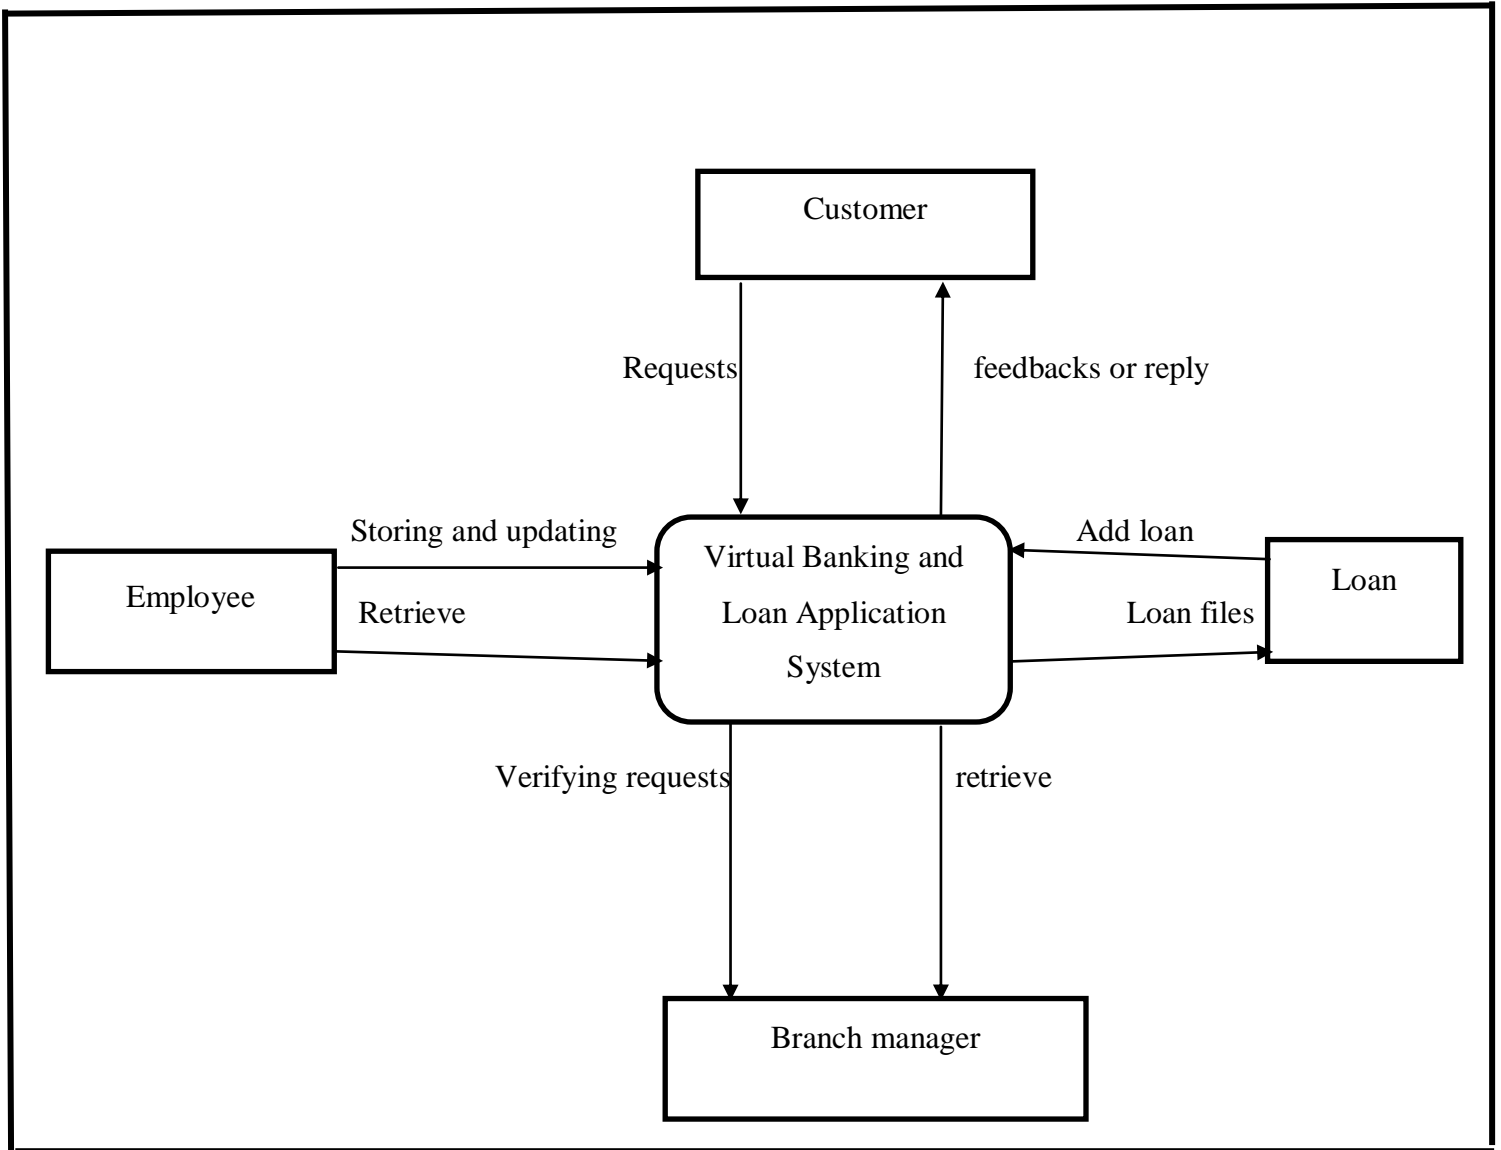 Customer
Requests
feedbacks or reply
Storing and updating
Add loan
Virtual Banking and
Loan Application
System
Employee
Loan
Retrieve
Loan files
Verifying requests
retrieve
Branch manager